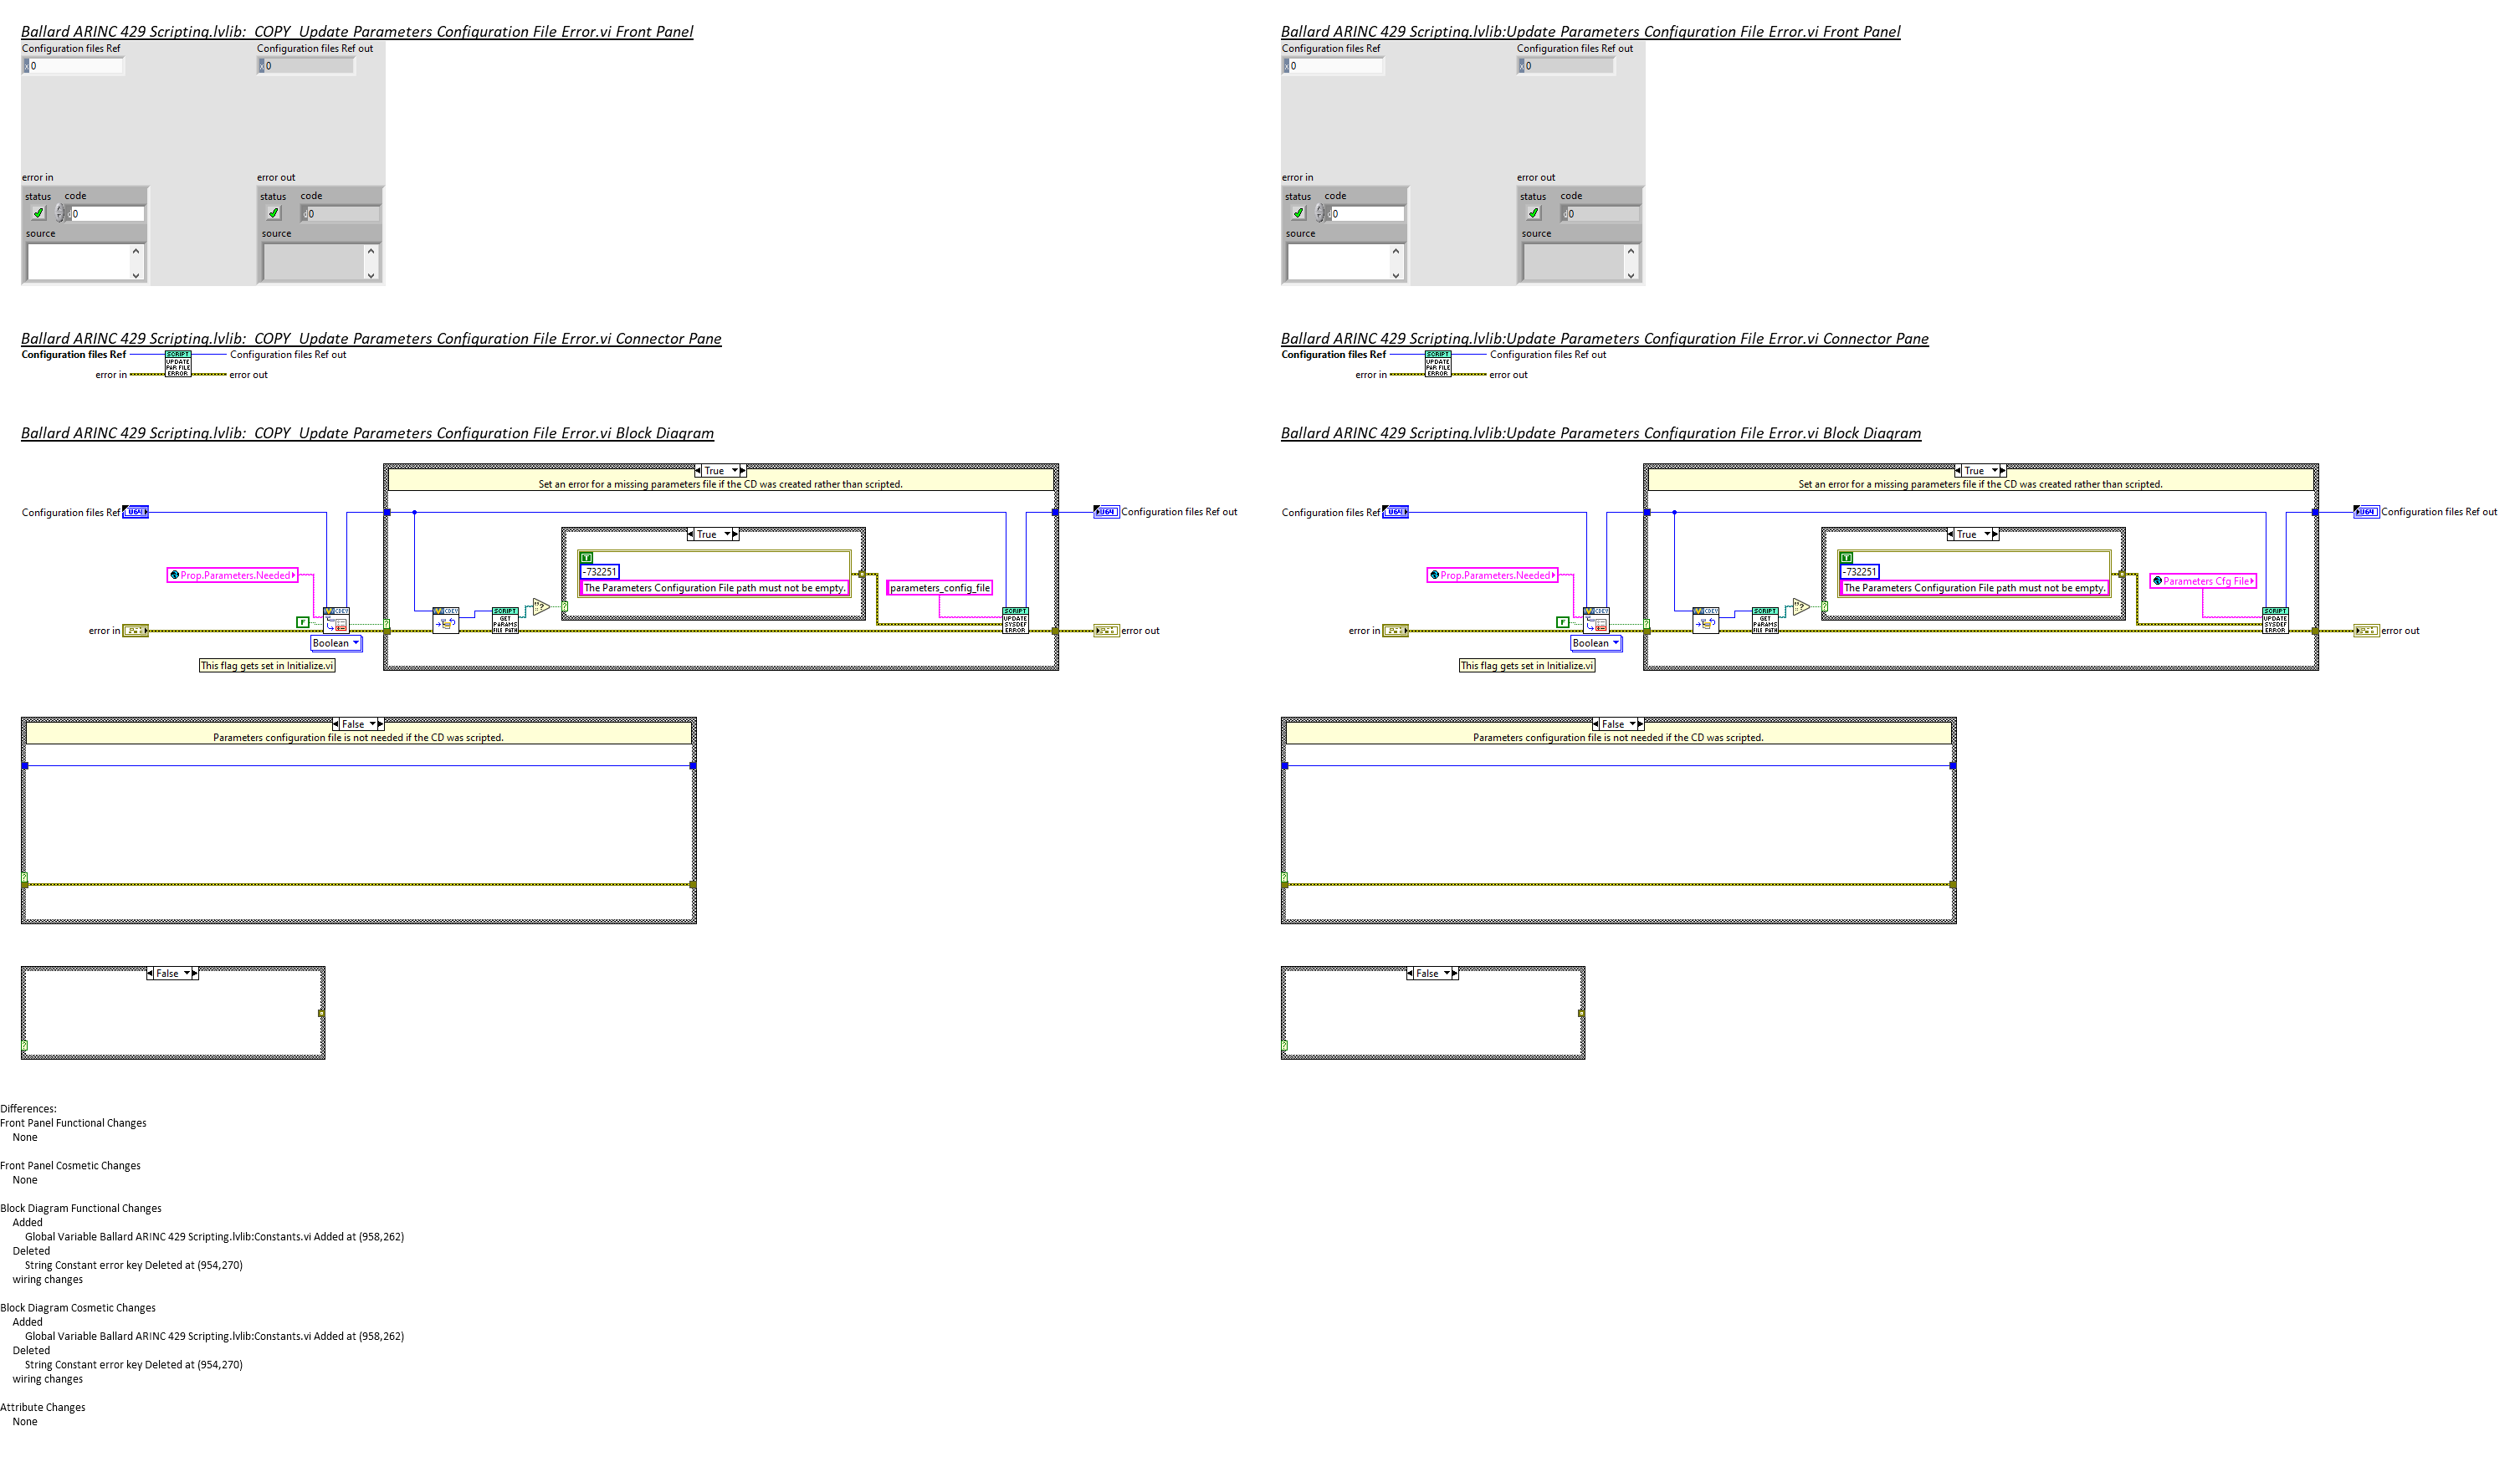 Ballard ARINC 429 Scripting.lvlib:  COPY  Update Parameters Configuration File Error.vi Front Panel
Configuration files Ref
Configuration files Ref out
x 0
x 0
error in
error out
status code
status code
d 0
d 0
source
source
Ballard ARINC 429 Scripting.lvlib:  COPY  Update Parameters Configuration File Error.vi Connector Pane
Configuration files Ref
SCRIPT
UPDATE
PAR FILE
ERROR
Configuration files Ref out
error in
error out
Ballard ARINC 429 Scripting.lvlib:  COPY  Update Parameters Configuration File Error.vi Block Diagram
True
Set an error for a missing parameters file if the CD was created rather than scripted.
Configuration files Ref
U64
U64
Configuration files Ref out
True
T
-732251
The Parameters Configuration File path must not be empty.
Prop.Parameters.Needed
parameters_config_file
CDEV
CDEV
SCRIPT
GET
PARAMS
FILE PATH
SCRIPT
UPDATE
SYSDEF
ERROR
F
error in
error out
Boolean
This flag gets set in Initialize.vi
False
Parameters configuration file is not needed if the CD was scripted.
False
Ballard ARINC 429 Scripting.lvlib:Update Parameters Configuration File Error.vi Front Panel
Configuration files Ref
Configuration files Ref out
x 0
x 0
error in
error out
status code
status code
d 0
d 0
source
source
Ballard ARINC 429 Scripting.lvlib:Update Parameters Configuration File Error.vi Connector Pane
Configuration files Ref
SCRIPT
UPDATE
PAR FILE
ERROR
Configuration files Ref out
error in
error out
Ballard ARINC 429 Scripting.lvlib:Update Parameters Configuration File Error.vi Block Diagram
True
Set an error for a missing parameters file if the CD was created rather than scripted.
Configuration files Ref
U64
U64
Configuration files Ref out
True
T
-732251
The Parameters Configuration File path must not be empty.
Prop.Parameters.Needed
Parameters Cfg File
CDEV
CDEV
SCRIPT
GET
PARAMS
FILE PATH
SCRIPT
UPDATE
SYSDEF
ERROR
F
error in
error out
Boolean
This flag gets set in Initialize.vi
False
Parameters configuration file is not needed if the CD was scripted.
False
Differences:
Front Panel Functional Changes
None
Front Panel Cosmetic Changes
None
Block Diagram Functional Changes
Added
Global Variable Ballard ARINC 429 Scripting.lvlib:Constants.vi Added at (958,262)
Deleted
String Constant error key Deleted at (954,270)
wiring changes
Block Diagram Cosmetic Changes
Added
Global Variable Ballard ARINC 429 Scripting.lvlib:Constants.vi Added at (958,262)
Deleted
String Constant error key Deleted at (954,270)
wiring changes
Attribute Changes
None